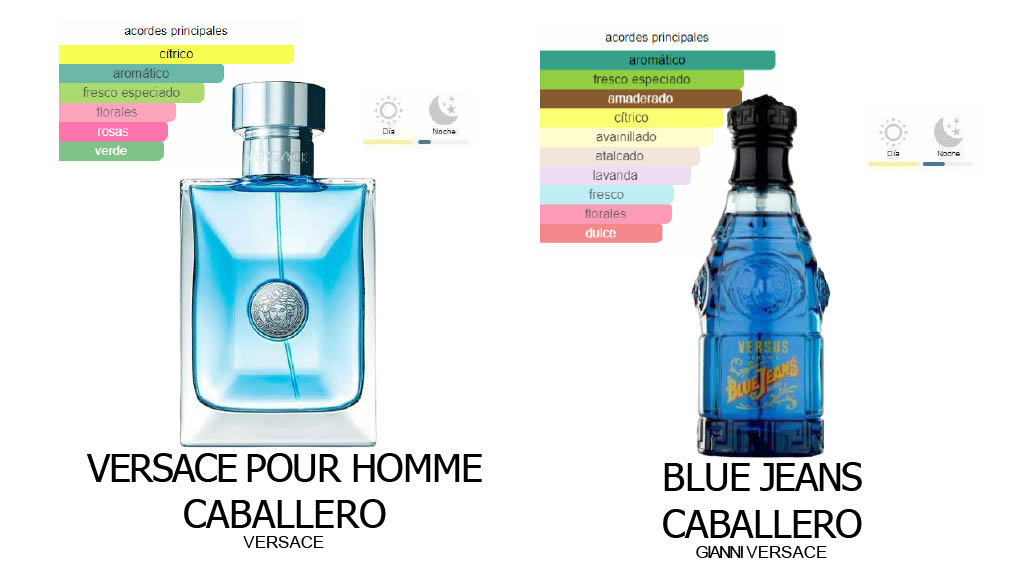 acordes principales
cítrico
aromático
fresco especiado
florales
rosas
verde
Día
Noche
VERSACE
VERSACE POUR HOMME
CABALLERO
VERSACE
acordes principales
aromático
fresco especiado
amaderado
cítrico
avainillado
atalcado
lavanda
fresco
florales
dulce
Día
Noche
VERSUS
VERSACE
BLUE JEANS
BLUE JEANS
CABALLERO
GIANNI VERSACE